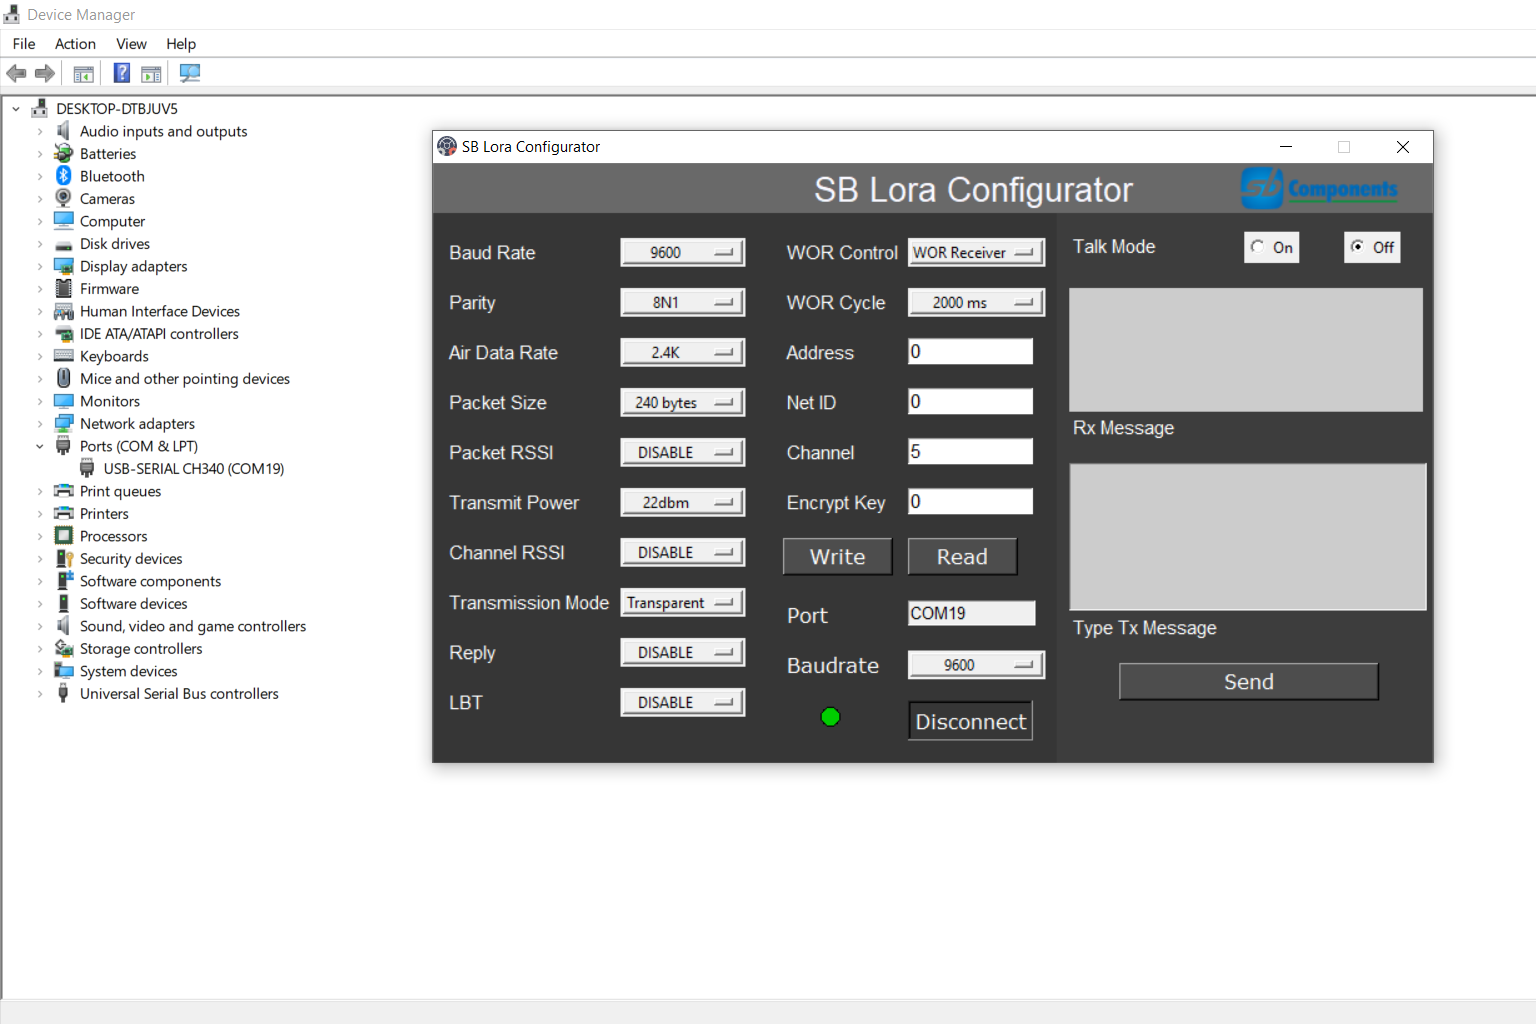 Device Manager
File Action View Help
DESKTOP-DTBJUV5
Audio inputs and outputs
Batteries
Bluetooth
Cameras
Computer
Disk drives
Display adapters
Firmware
Human Interface Devices
IDE ATA/ATAPI controllers
Keyboards
Mice and other pointing devices
Monitors
Network adapters
Ports (COM & LPT)
USB-SERIAL CH340 (COM19)
Print queues
Printers
Processors
Security devices
Software components
Software devices
Sound, video and game controllers
Storage controllers
System devices
Universal Serial Bus controllers
SB Lora Configurator
SB Lora Configurator
sb Components
Baud Rate 9600
Parity 8N1
Air Data Rate 2.4K
Packet Size 240 bytes
Packet RSSI DISABLE
Transmit Power 22dbm
Channel RSSI DISABLE
Transmission Mode Transparent
Reply DISABLE
LBT DISABLE
WOR Control WOR Receiver
WOR Cycle 2000 ms
Address 0
Net ID 0
Channel 5
Encrypt Key 0
Write Read
Port COM19
Baudrate 9600
Disconnect
Talk Mode On Off
Rx Message
Type Tx Message
Send